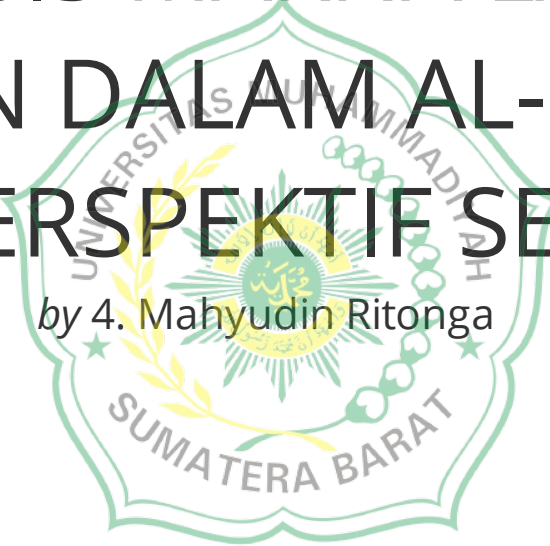 N DALAM AL-
ERSPEKTIF SE
by 4. Mahyudin Ritonga
UNIVERSITAS MUHAMMADIYAH
SUMATERA BARAT